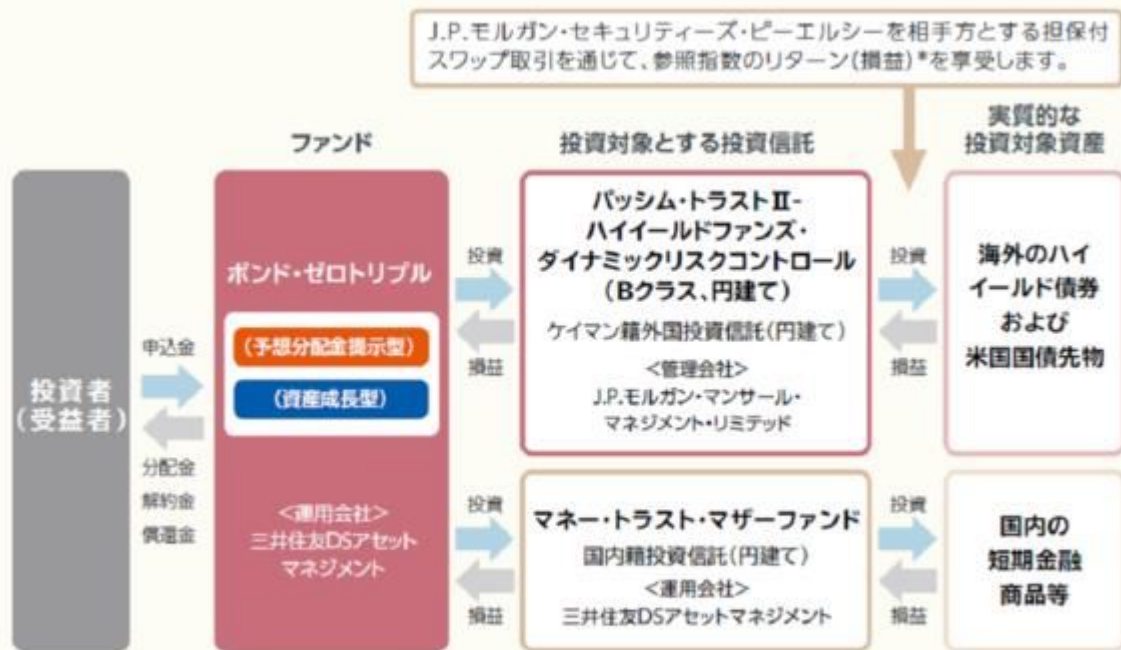 J.P.モルガン・セキュリティーズ・ピーエルシーを相手方とする担保付
スワップ取引を通じて、参照指数のリターン(損益)*を享受します。
ファンド
投資対象とする投資信託
実質的な
投資対象資産
投資者
(受益者)
申込金
分配金
解約金
償還金
ボンド・ゼロトリプル
(予想分配金提示型)
(資産成長型)
<運用会社>
三井住友DSアセット
マネジメント
投資
損益
パッシム・トラストⅡ-
ハイイールドファンズ・
ダイナミックリスクコントロール
(Bクラス、円建て)
ケイマン籍外国投資信託(円建て)
<管理会社>
J.P.モルガン・マンサール・
マネジメント・リミテッド
投資
損益
海外のハイ
イールド債券
および
米国国債先物
投資
損益
マネー・トラスト・マザーファンド
国内籍投資信託(円建て)
<運用会社>
三井住友DSアセットマネジメント
投資
損益
国内の
短期金融
商品等